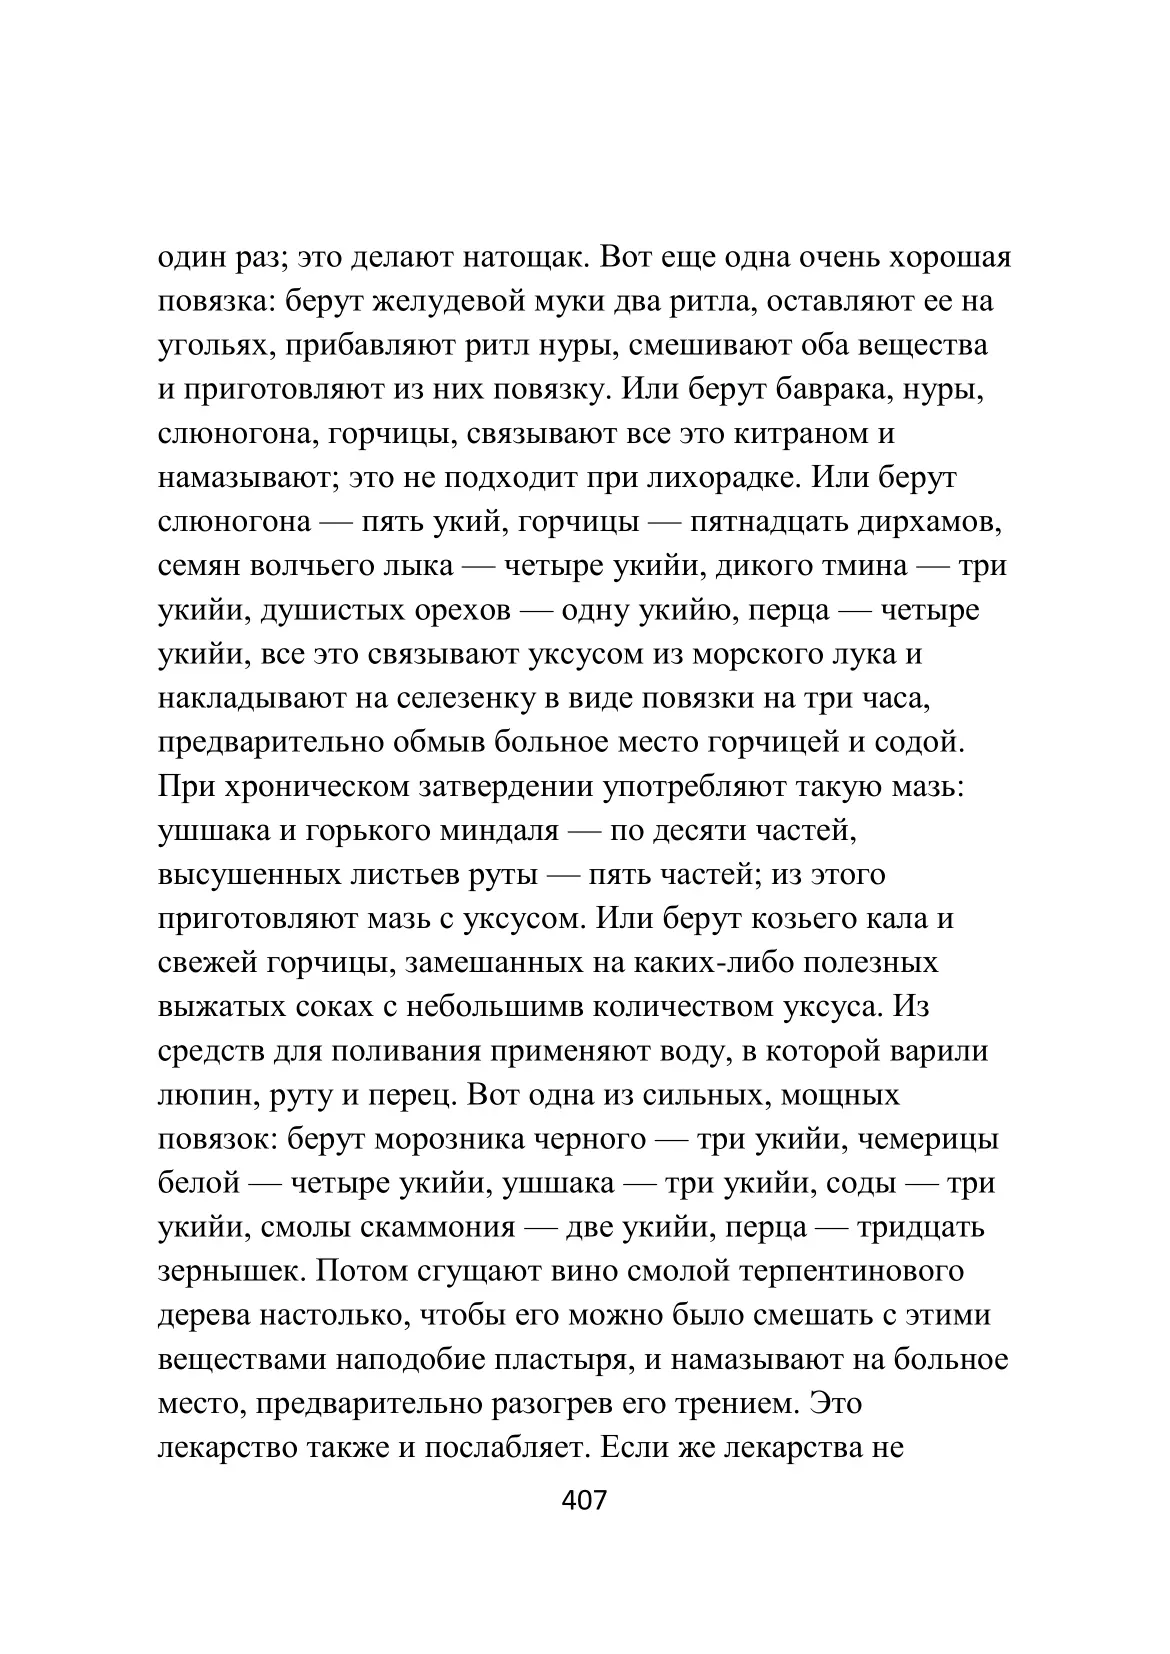 один раз; это делают натощак. Вот еще одна очень хорошая
повязка: берут желудевой муки два ритла, оставляют ее на
угольях, прибавляют ритл нуры, смешивают оба вещества
и приготовляют из них повязку. Или берут баврака, нуры,
слюногона, горчицы, связывают все это китраном и
намазывают; это не подходит при лихорадке. Или берут
слюногона — пять укий, горчицы — пятнадцать дирхамов,
семян волчьего лыка — четыре укийи, дикого тмина — три
укийи, душистых орехов — одну укийю, перца — четыре
укийи, все это связывают уксусом из морского лука и
накладывают на селезенку в виде повязки на три часа,
предварительно обмыв больное место горчицей и содой.
При хроническом затвердении употребляют такую мазь:
ушшака и горького миндаля — по десяти частей,
высушенных листьев руты — пять частей; из этого
приготовляют мазь с уксусом. Или берут козьего кала и
свежей горчицы, замешанных на каких-либо полезных
выжатых соках с небольшимв количеством уксуса. Из
средств для поливания применяют воду, в которой варили
люпин, руту и перец. Вот одна из сильных, мощных
повязок: берут морозника черного — три укийи, чемерицы
белой — четыре укийи, ушшака — три укийи, соды — три
укийи, смолы скаммония — две укийи, перца — тридцать
зернышек. Потом сгущают вино смолой терпентинового
дерева настолько, чтобы его можно было смешать с этими
веществами наподобие пластыря, и намазывают на больное
место, предварительно разогрев его трением. Это
лекарство также и послабляет. Если же лекарства не
407